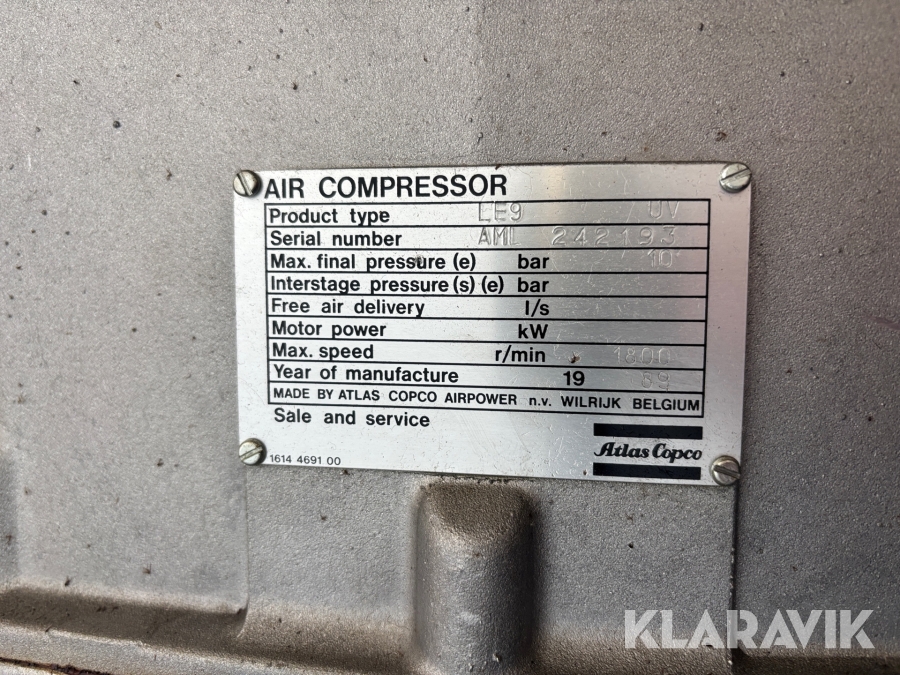 AIR COMPRESSOR
Product type LE9 UV
Serial number AML 242193
Max. final pressure (e) bar 10
Interstage pressure (s) (e) bar
Free air delivery l/s
Motor power kW
Max. speed r/min 1800
Year of manufacture 19 89
MADE BY ATLAS COPCO AIRPOWER n.v. WILRIJK BELGIUM
Sale and service
Atlas Copco
1614 4691 00
KLARAVIK